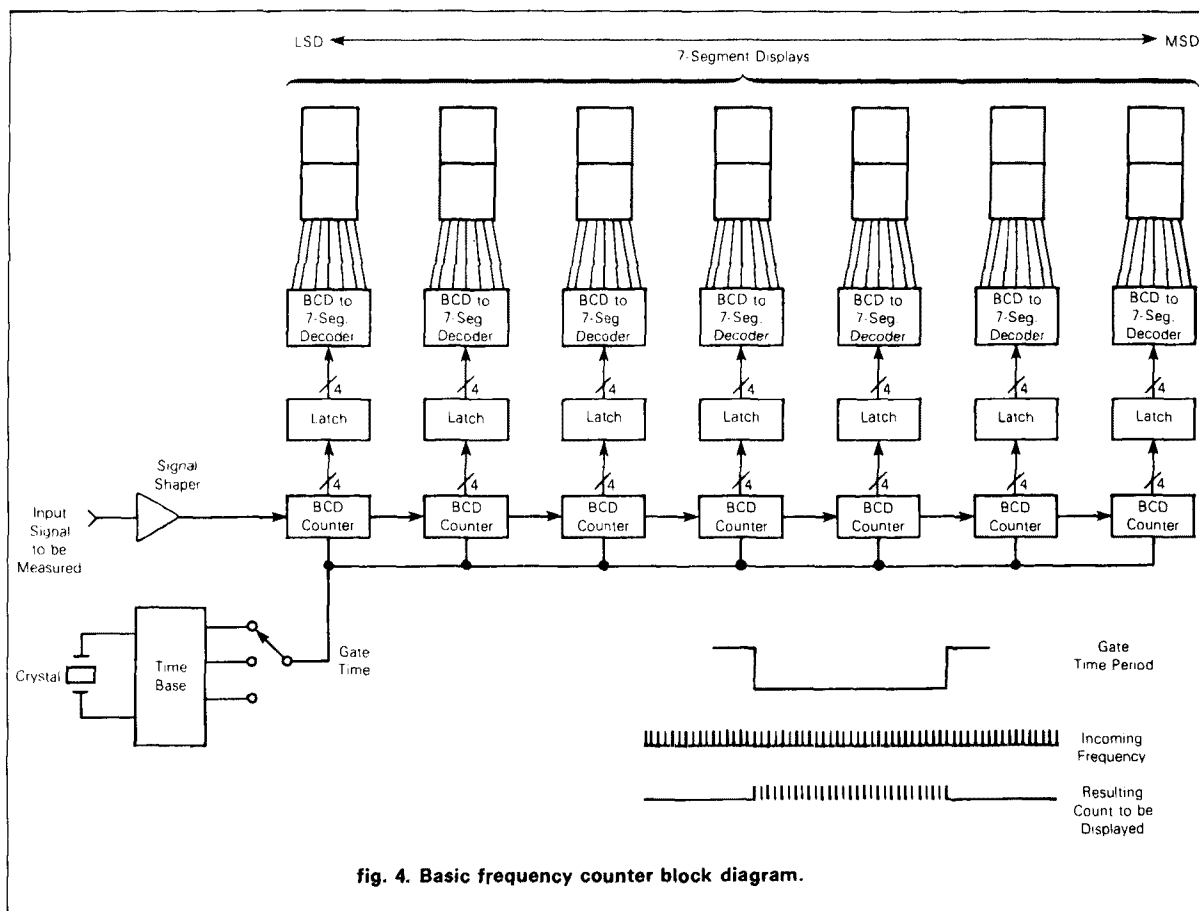 LSD
MSD
7-Segment Displays
BCD to
7-Seg.
Decoder
BCD to
7-Seg.
Decoder
BCD to
7-Seg.
Decoder
BCD to
7-Seg.
Decoder
BCD to
7-Seg.
Decoder
BCD to
7-Seg.
Decoder
BCD to
7-Seg.
Decoder
4
4
4
4
4
4
4
Latch
Latch
Latch
Latch
Latch
Latch
Latch
4
4
4
4
4
4
4
Signal
Shaper
Input
Signal
to be
Measured
BCD
Counter
BCD
Counter
BCD
Counter
BCD
Counter
BCD
Counter
BCD
Counter
BCD
Counter
Crystal
Time
Base
Gate
Time
Gate
Time Period
Incoming
Frequency
Resulting
Count to be
Displayed
fig. 4. Basic frequency counter block diagram.